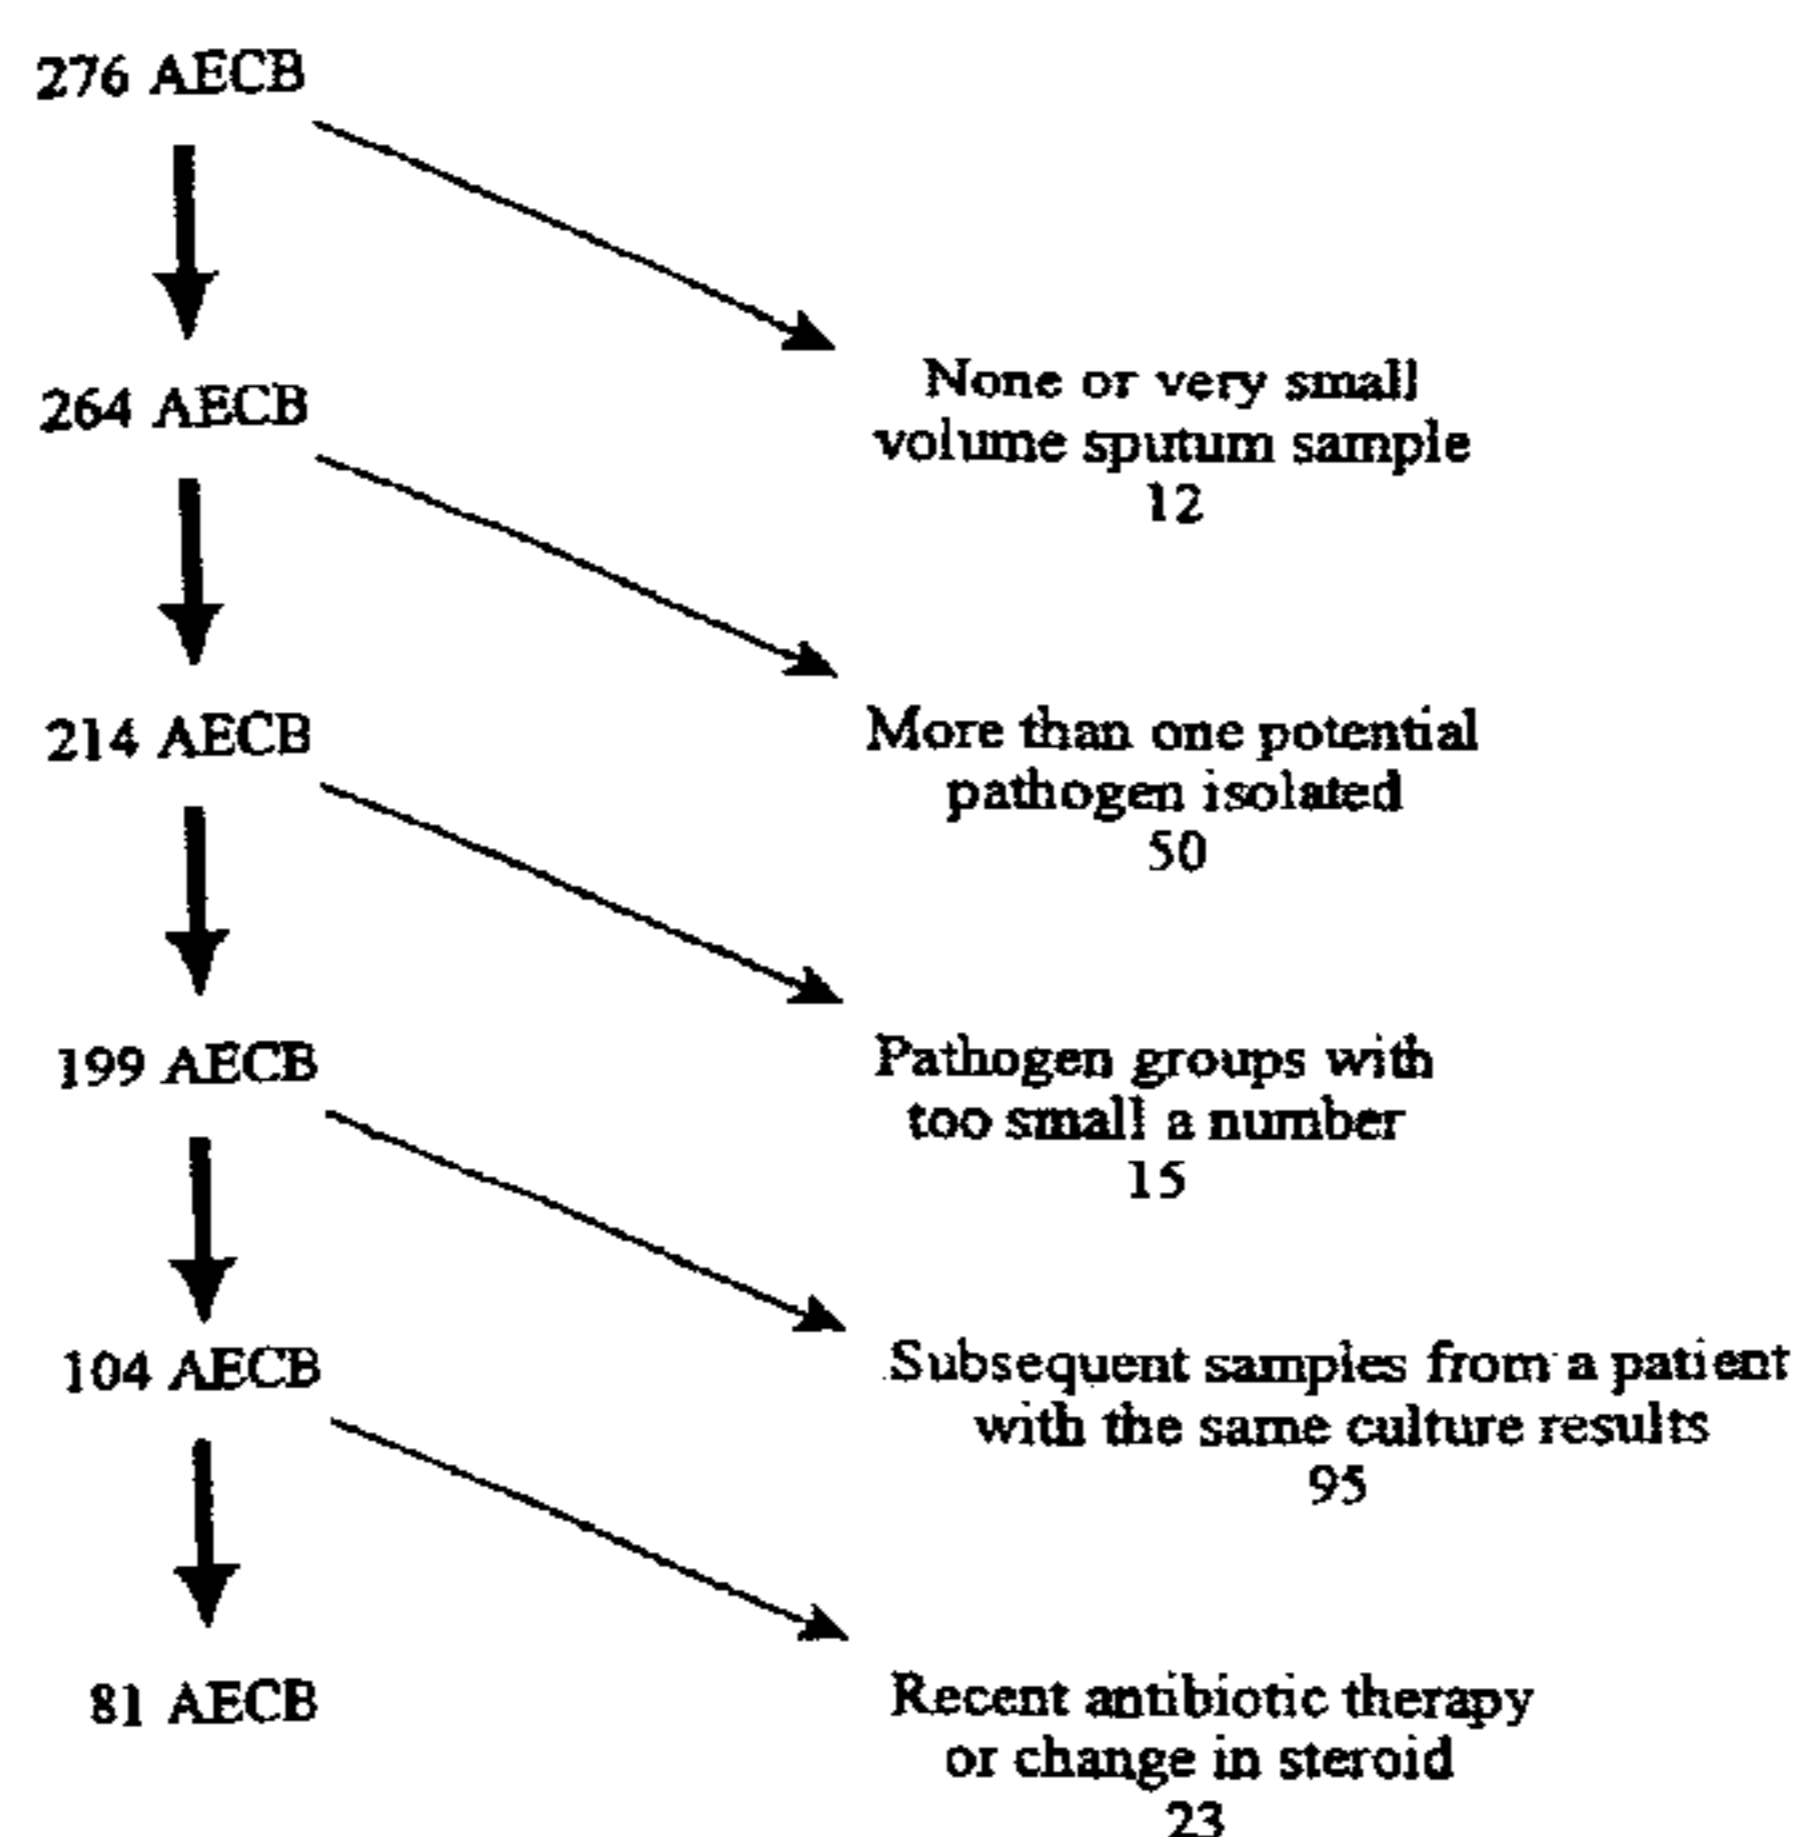 276 AECB
None or very small
volume sputum sample
12
264 AECB
More than one potential
pathogen isolated
50
214 AECB
Pathogen groups with
too small a number
15
199 AECB
Subsequent samples from a patient
with the same culture results
95
104 AECB
Recent antibiotic therapy
or change in steroid
23
81 AECB